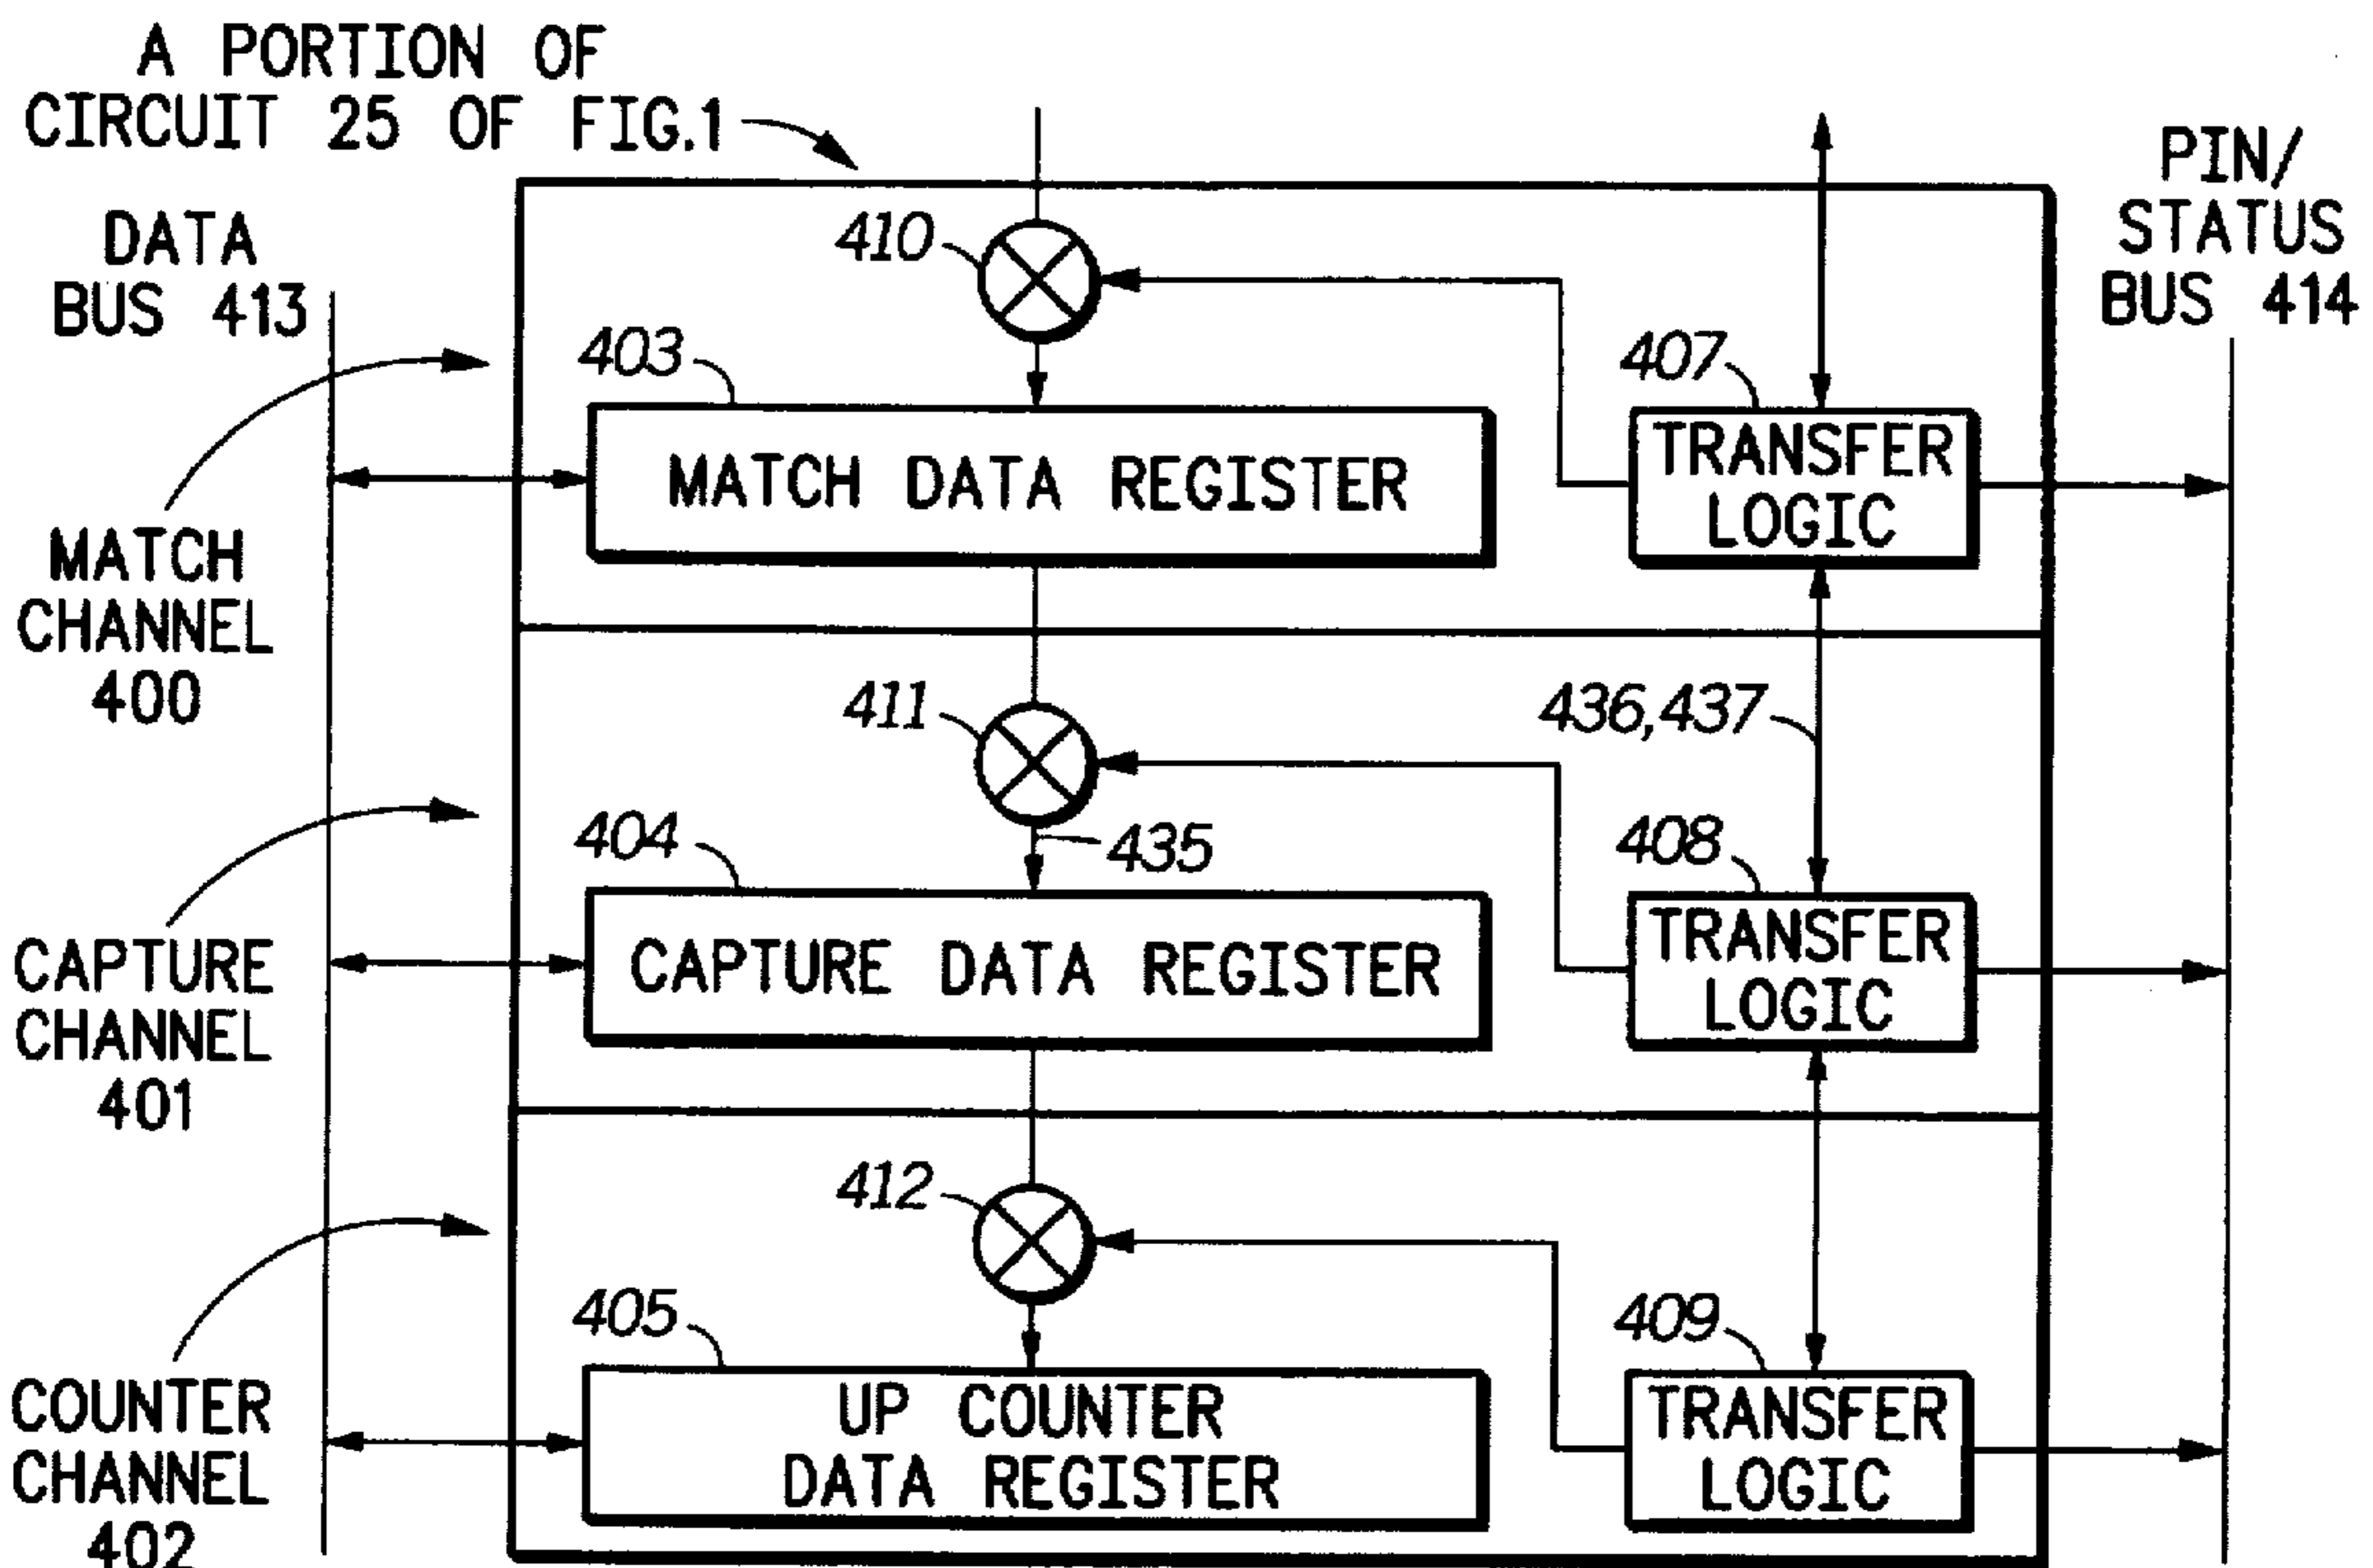 A PORTION OF
CIRCUIT 25 OF FIG.1
DATA
BUS 413
PIN/
STATUS
BUS 414
410
403
407
MATCH DATA REGISTER
TRANSFER
LOGIC
MATCH
CHANNEL
400
411
436,437
435
404
408
CAPTURE DATA REGISTER
TRANSFER
LOGIC
CAPTURE
CHANNEL
401
412
405
409
UP COUNTER
DATA REGISTER
TRANSFER
LOGIC
COUNTER
CHANNEL
402